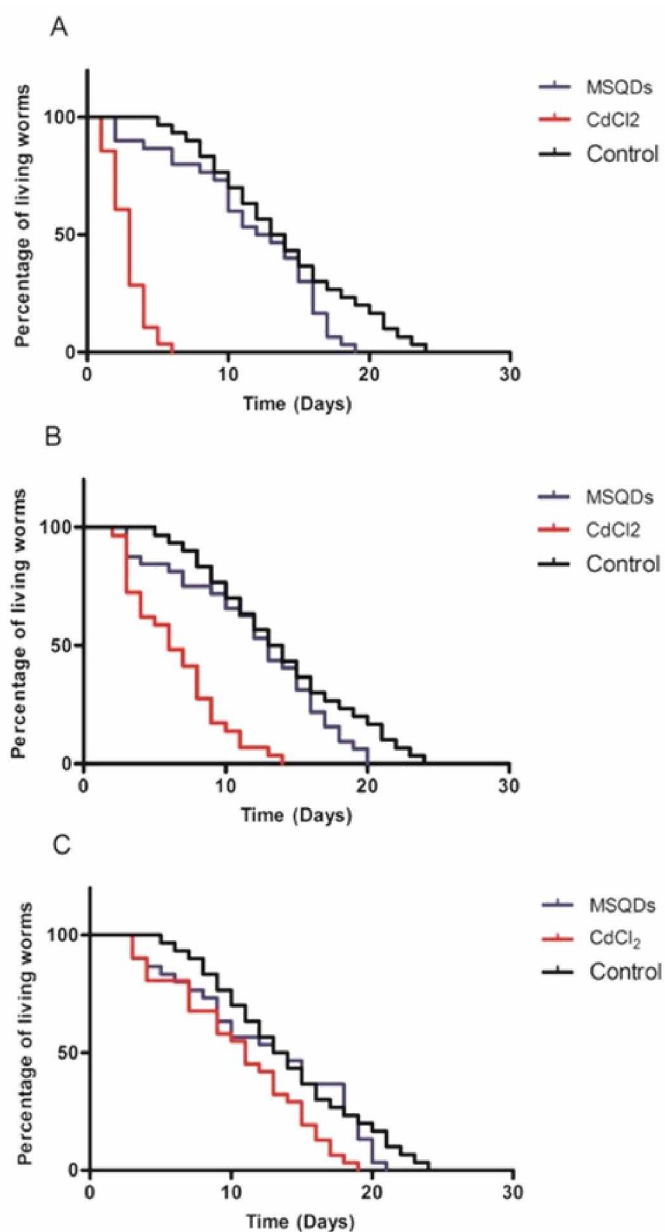 A
MSQDs
CdCl2
Control
Percentage of living worms
100
50
0
0 10 20 30
Time (Days)
B
MSQDs
CdCl2
Control
Percentage of living worms
100
50
0
0 10 20 30
Time (Days)
C
MSQDs
CdCl₂
Control
Percentage of living worms
100
50
0
0 10 20 30
Time (Days)